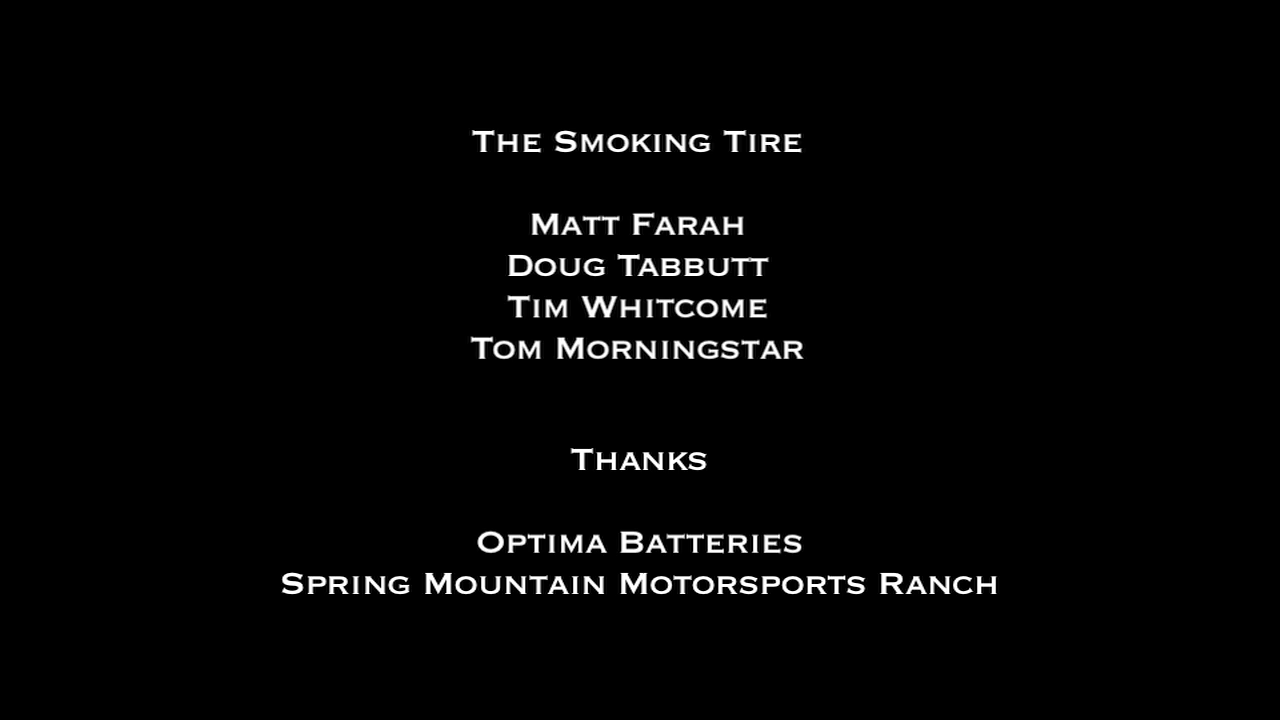 The Smoking Tire
Matt Farah
Doug Tabbutt
Tim Whitcome
Tom Morningstar
Thanks
Optima Batteries
Spring Mountain Motorsports Ranch